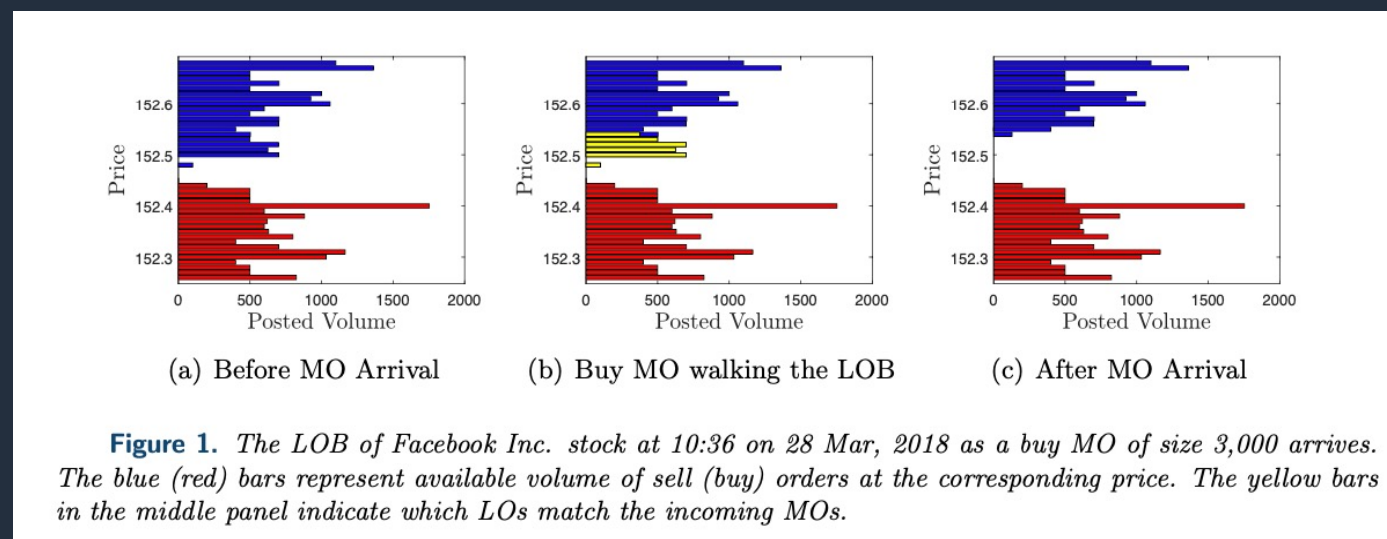 152.6
152.5
152.4
152.3
Price
0 500 1000 1500 2000
Posted Volume
(a) Before MO Arrival
152.6
152.5
152.4
152.3
Price
0 500 1000 1500 2000
Posted Volume
(b) Buy MO walking the LOB
152.6
152.5
152.4
152.3
Price
0 500 1000 1500 2000
Posted Volume
(c) After MO Arrival
Figure 1. The LOB of Facebook Inc. stock at 10:36 on 28 Mar, 2018 as a buy MO of size 3,000 arrives.
The blue (red) bars represent available volume of sell (buy) orders at the corresponding price. The yellow bars
in the middle panel indicate which LOs match the incoming MOs.